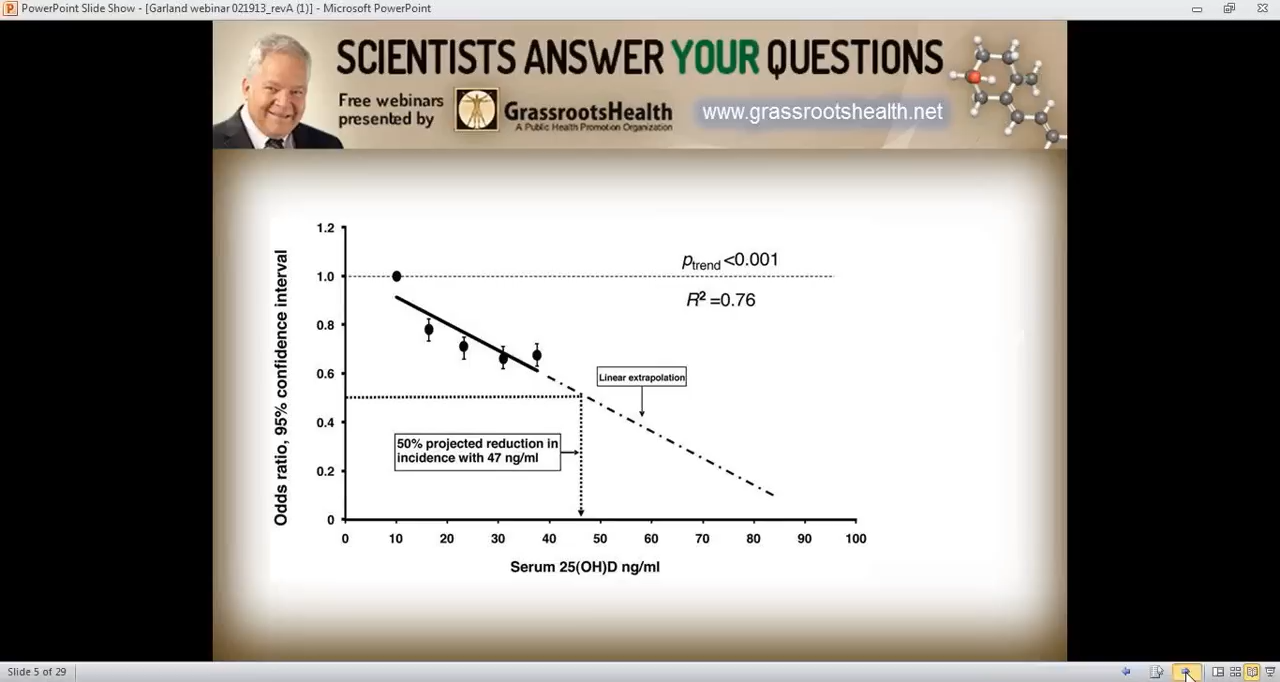 PowerPoint Slide Show - [Garland webinar 021913_revA (1)] - Microsoft PowerPoint
SCIENTISTS ANSWER YOUR QUESTIONS
Free webinars
presented by
GrassrootsHealth
A Public Health Promotion Organization
www.grassrootshealth.net
Odds ratio, 95% confidence interval
1.2
1.0
0.8
0.6
0.4
0.2
0
ptrend <0.001
R² =0.76
Linear extrapolation
50% projected reduction in
incidence with 47 ng/ml
0 10 20 30 40 50 60 70 80 90 100
Serum 25(OH)D ng/ml
Slide 5 of 29